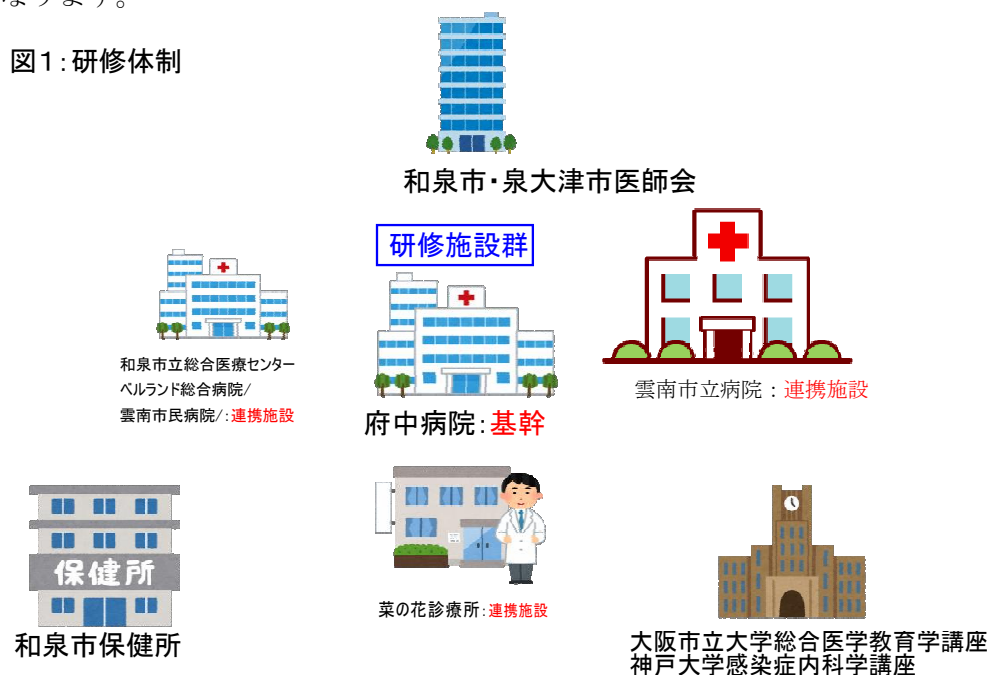 なります。
図1:研修体制
和泉市・泉大津市医師会
研修施設群
和泉市立総合医療センター
ベルランド総合病院/
雲南市民病院/:連携施設
府中病院:基幹
雲南市立病院:連携施設
保健所
和泉市保健所
菜の花診療所:連携施設
大阪市立大学総合医学教育学講座
神戸大学感染症内科学講座